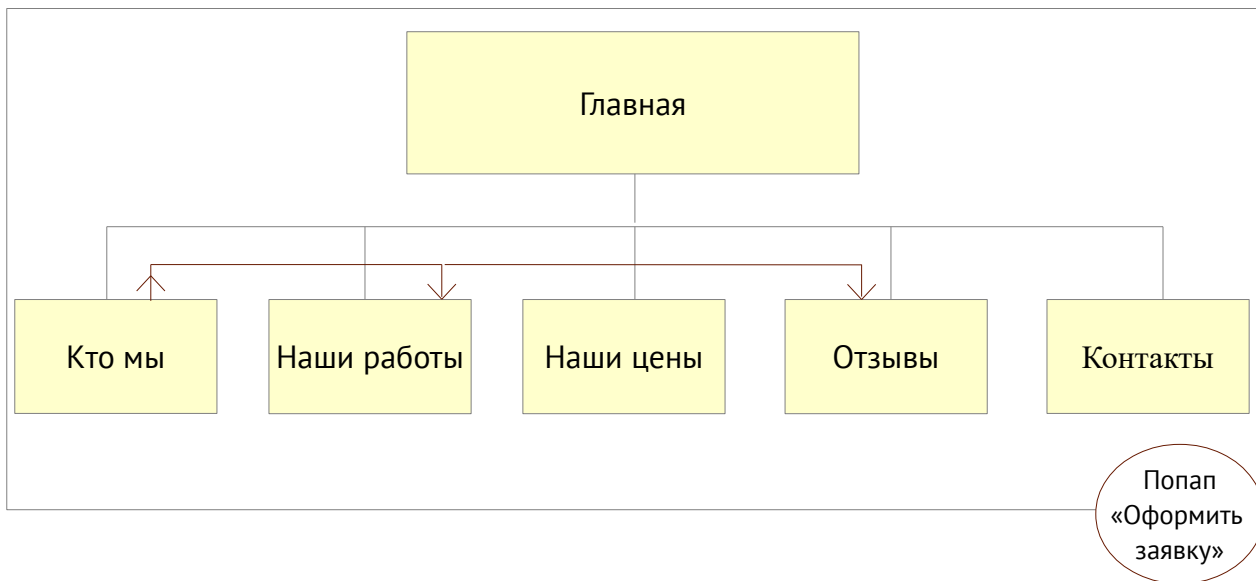 Главная
Кто мы
Наши работы
Наши цены
Отзывы
Контакты
Попап
«Оформить
заявку»